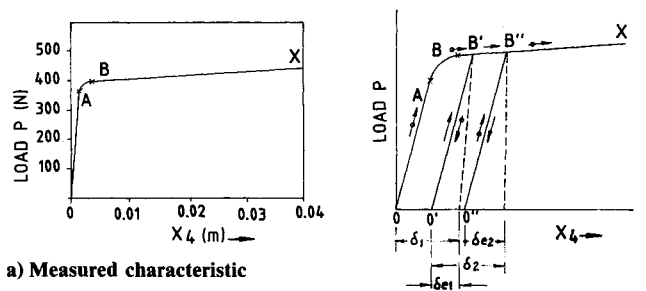 500
400
300
200
100
LOAD P (N)
A
B
X
0
0.01
0.02
0.03
0.04
X4 (m)
a) Measured characteristic
LOAD P
A
B
B'
B''
X
0
0'
0''
X4
δ1
δe2
δ2
δe1